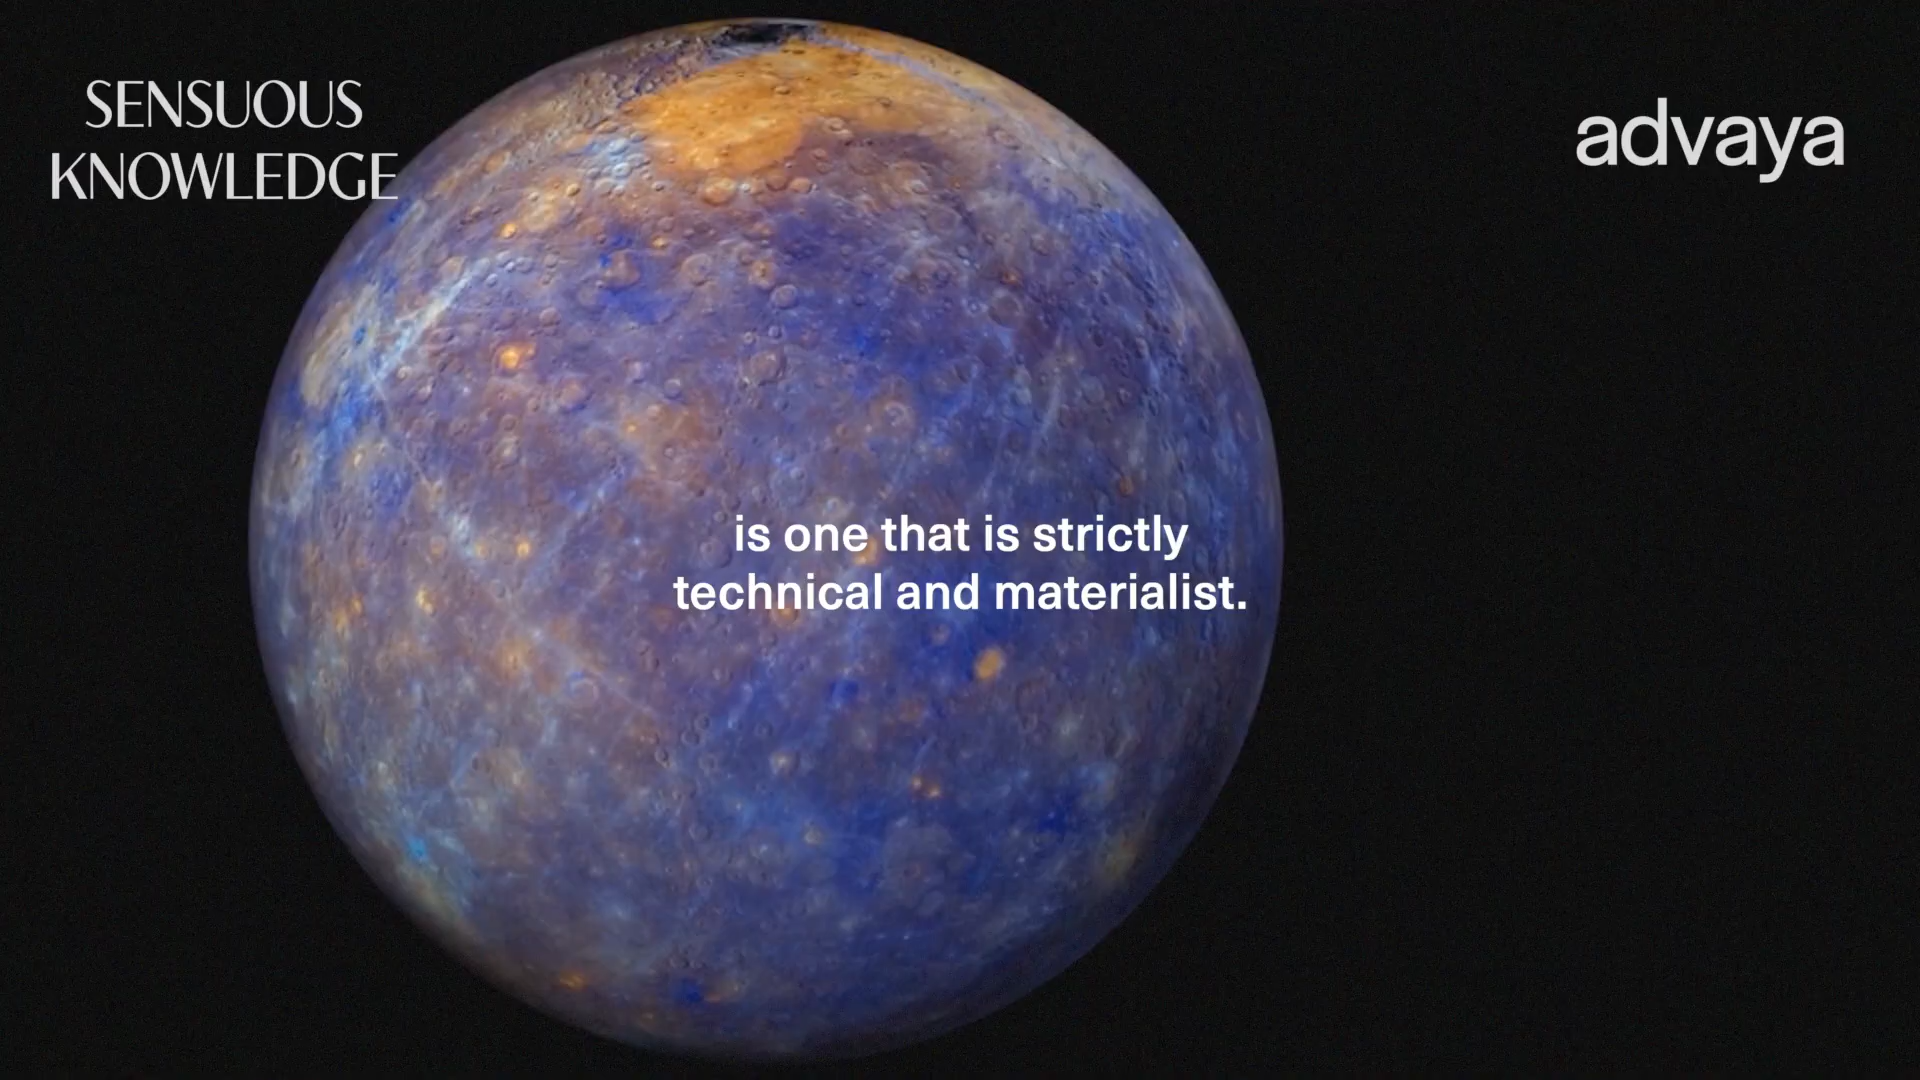 SENSUOUS
KNOWLEDGE
advaya
is one that is strictly
technical and materialist.